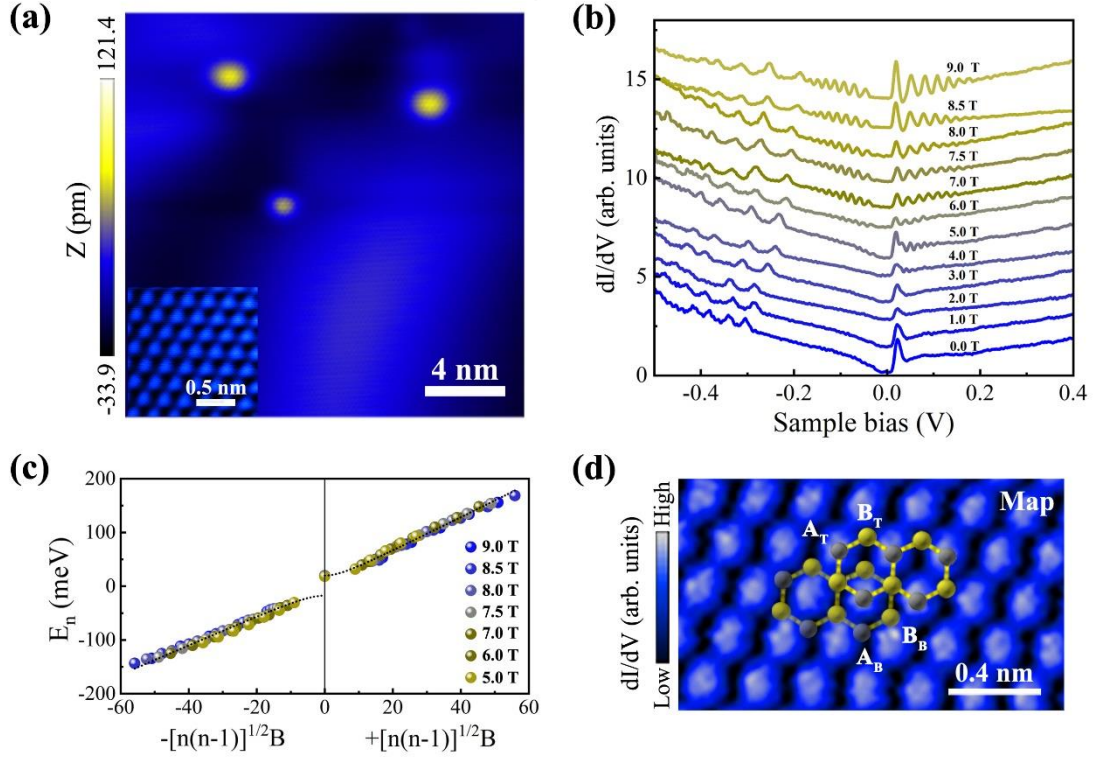 (a)
121.4
Z (pm)
-33.9
0.5 nm
4 nm
(b)
15
10
5
0
dI/dV (arb. units)
9.0 T
8.5 T
8.0 T
7.5 T
7.0 T
6.0 T
5.0 T
4.0 T
3.0 T
2.0 T
1.0 T
0.0 T
-0.4
-0.2
0.0
0.2
0.4
Sample bias (V)
(c)
200
100
0
-100
-200
Eₙ (meV)
9.0 T
8.5 T
8.0 T
7.5 T
7.0 T
6.0 T
5.0 T
-60
-40
-20
0
20
40
60
-[n(n-1)]¹/²B
+[n(n-1)]¹/²B
(d)
High
Low
dI/dV (arb. units)
Map
A_T
B_T
A_B
B_B
0.4 nm